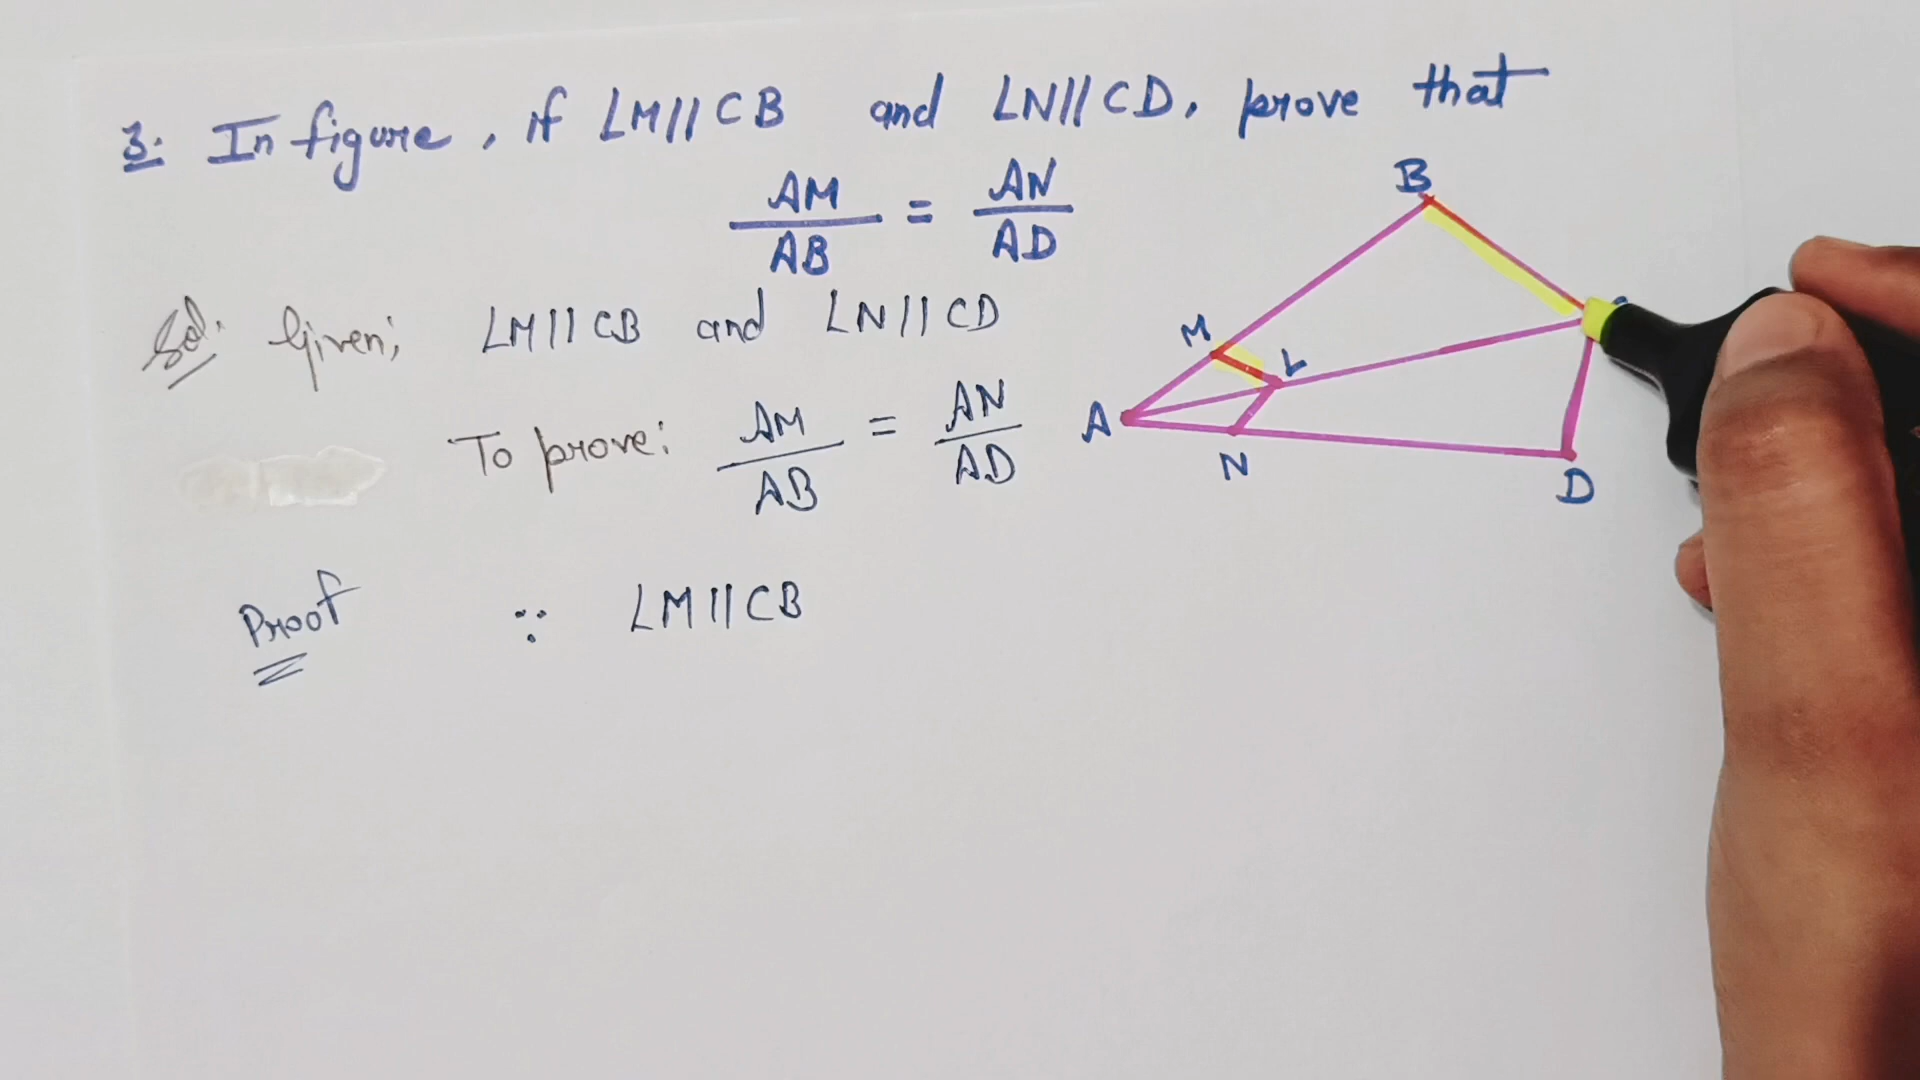 3. In figure, if LM||CB and LN||CD, prove that
AM/AB = AN/AD
Sol: Given; LM||CB and LN||CD
To prove: AM/AB = AN/AD
Proof ∵ LM||CB
B
M
L
A
N
D